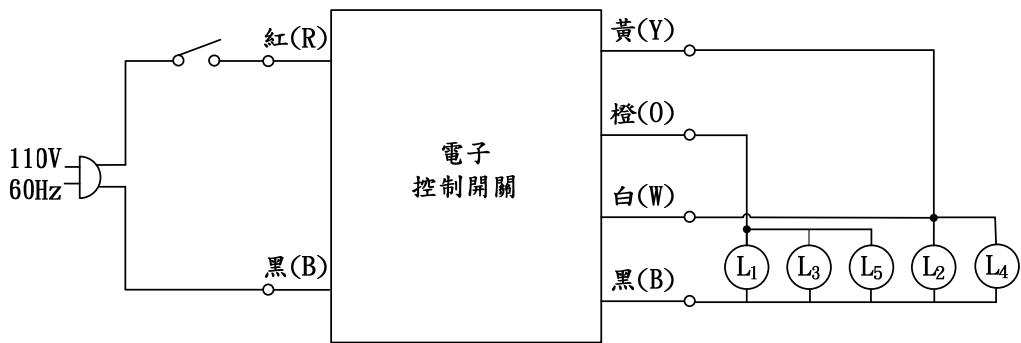 紅(R)
黃(Y)
橙(O)
110V
60Hz
電子
控制開關
白(W)
黑(B)
黑(B)
L1
L3
L5
L2
L4